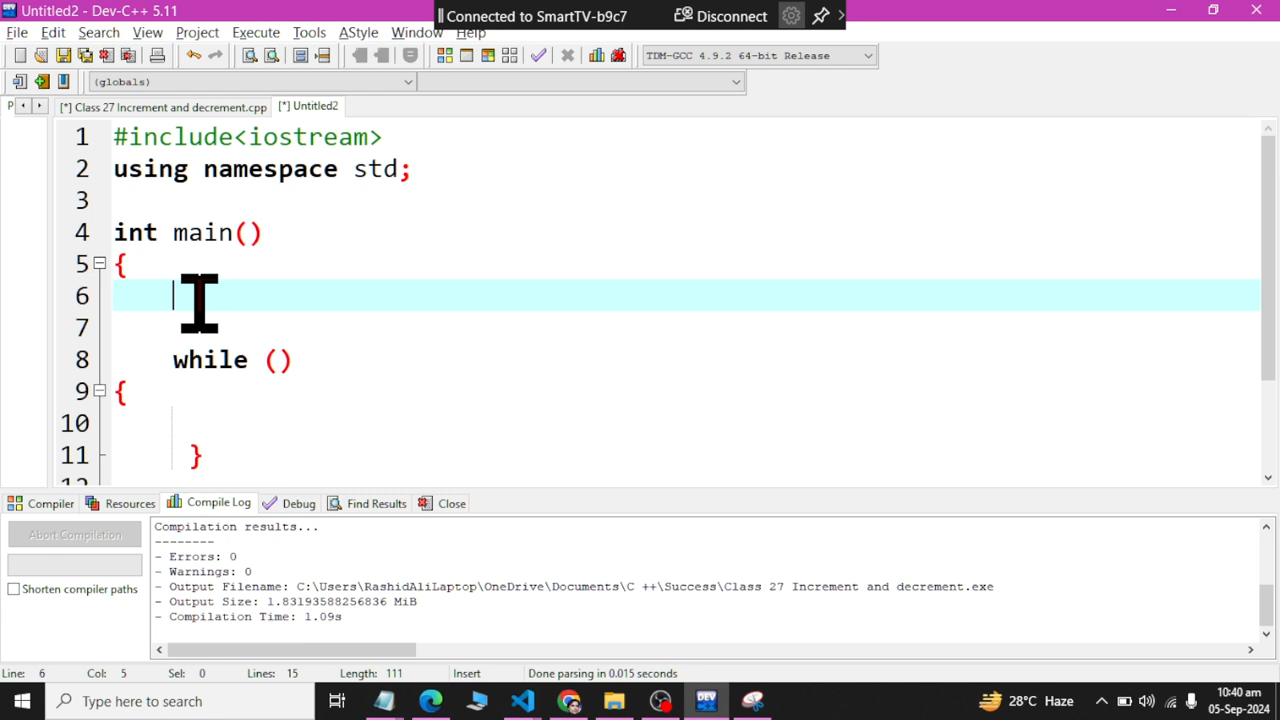 Untitled2 - Dev-C++ 5.11
Connected to SmartTV-b9c7
Disconnect
File Edit Search View Project Execute Tools AStyle Window Help
TDM-GCC 4.9.2 64-bit Release
(globals)
P
[*] Class 27 Increment and decrement.cpp
[*] Untitled2
1 #include<iostream>
2 using namespace std;
3
4 int main()
5 {
6
7
8 while ()
9 {
10
11 }
Compiler Resources Compile Log Debug Find Results Close
Abort Compilation
Shorten compiler paths
Compilation results...
--------
- Errors: 0
- Warnings: 0
- Output Filename: C:\Users\RashidAliLaptop\OneDrive\Documents\C ++\Success\Class 27 Increment and decrement.exe
- Output Size: 1.83193588256836 MiB
- Compilation Time: 1.09s
Line: 6 Col: 5 Sel: 0 Lines: 15 Length: 111 Insert Done parsing in 0.015 seconds
Type here to search
DEV
28°C Haze
10:40 am
05-Sep-2024